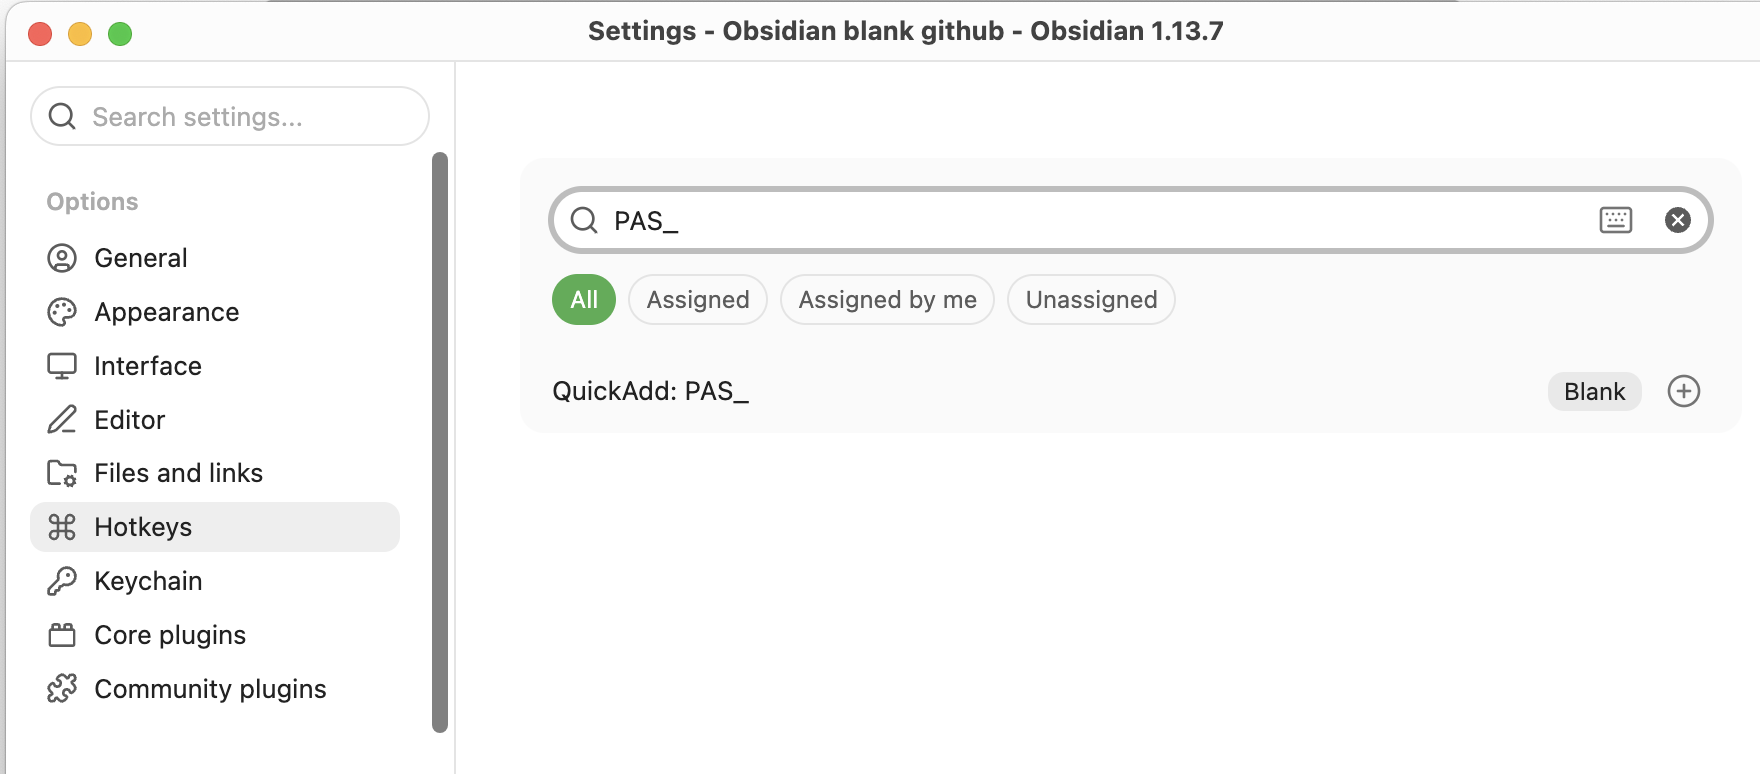 Settings - Obsidian blank github - Obsidian 1.13.7
Search settings...
Options
General
Appearance
Interface
Editor
Files and links
Hotkeys
Keychain
Core plugins
Community plugins
PAS_
All
Assigned
Assigned by me
Unassigned
QuickAdd: PAS_
Blank